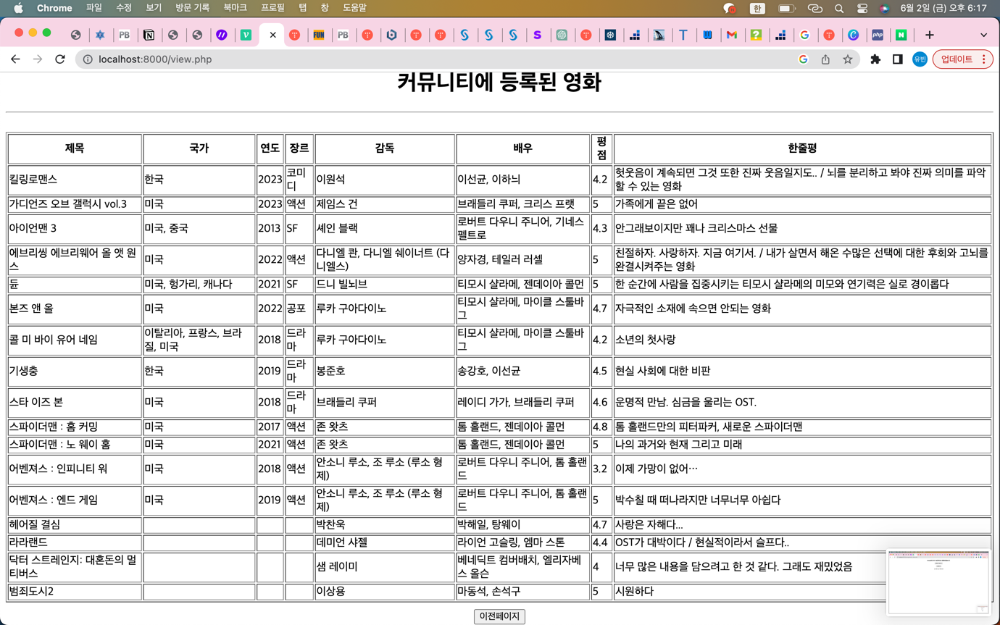 Chrome 파일 수정 보기 방문 기록 북마크 프로필 탭 창 도움말 한 6월 2일 (금) 오후 6:17
PB FUN PB php N
localhost:8000/view.php 유빈 업데이트
커뮤니티에 등록된 영화
제목 국가 연도 장르 감독 배우 평점 한줄평
킬링로맨스 한국 2023 코미디 이원석 이선균, 이하늬 4.2 헛웃음이 계속되면 그것 또한 진짜 웃음일지도.. / 뇌를 분리하고 봐야 진짜 의미를 파악할 수 있는 영화
가디언즈 오브 갤럭시 vol.3 미국 2023 액션 제임스 건 브래들리 쿠퍼, 크리스 프랫 5 가족에게 끝은 없어
아이언맨 3 미국, 중국 2013 SF 셰인 블랙 로버트 다우니 주니어, 기네스 펠트로 4.3 안그래보이지만 꽤나 크리스마스 선물
에브리씽 에브리웨어 올 앳 원스 미국 2022 액션 다니엘 콴, 다니엘 쉐이너트 (다니엘스) 양자경, 테일러 러셀 5 친절하자. 사랑하자. 지금 여기서. / 내가 살면서 해온 수많은 선택에 대한 후회와 고뇌를 완결시켜주는 영화
듄 미국, 헝가리, 캐나다 2021 SF 드니 빌뇌브 티모시 샬라메, 젠데이아 콜먼 5 한 순간에 사람을 집중시키는 티모시 샬라메의 미모와 연기력은 실로 경이롭다
본즈 앤 올 미국 2022 공포 루카 구아다이노 티모시 샬라메, 마이클 스툴바그 4.7 자극적인 소재에 속으면 안되는 영화
콜 미 바이 유어 네임 이탈리아, 프랑스, 브라질, 미국 2018 드라마 루카 구아다이노 티모시 샬라메, 마이클 스툴바그 4.2 소년의 첫사랑
기생충 한국 2019 드라마 봉준호 송강호, 이선균 4.5 현실 사회에 대한 비판
스타 이즈 본 미국 2018 드라마 브래들리 쿠퍼 레이디 가가, 브래들리 쿠퍼 4.6 운명적 만남. 심금을 울리는 OST.
스파이더맨 : 홈 커밍 미국 2017 액션 존 왓츠 톰 홀랜드, 젠데이아 콜먼 4.8 톰 홀랜드만의 피터파커, 새로운 스파이더맨
스파이더맨 : 노 웨이 홈 미국 2021 액션 존 왓츠 톰 홀랜드, 젠데이아 콜먼 5 나의 과거와 현재 그리고 미래
어벤져스 : 인피니티 워 미국 2018 액션 안소니 루소, 조 루소 (루소 형제) 로버트 다우니 주니어, 톰 홀랜드 3.2 이제 가망이 없어…
어벤져스 : 엔드 게임 미국 2019 액션 안소니 루소, 조 루소 (루소 형제) 로버트 다우니 주니어, 톰 홀랜드 5 박수칠 때 떠나라지만 너무너무 아쉽다
헤어질 결심 박찬욱 박해일, 탕웨이 4.7 사랑은 자해다...
라라랜드 데미언 샤젤 라이언 고슬링, 엠마 스톤 4.4 OST가 대박이다 / 현실적이라서 슬프다..
닥터 스트레인지: 대혼돈의 멀티버스 샘 레이미 베네딕트 컴버배치, 엘리자베스 올슨 4 너무 많은 내용을 담으려고 한 것 같다. 그래도 재밌었음
범죄도시2 이상용 마동석, 손석구 5 시원하다
이전페이지